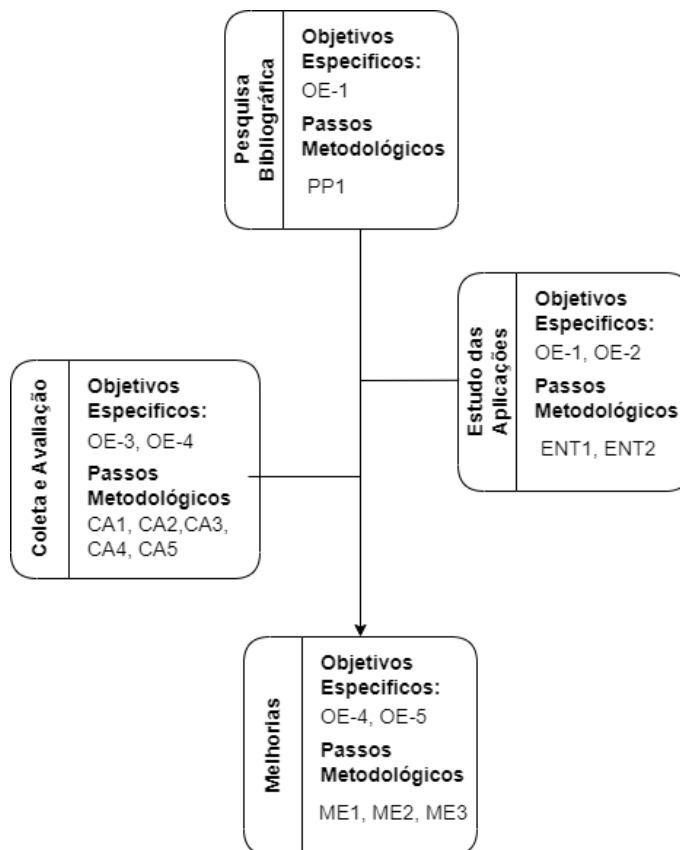 Pesquisa
Bibliográfica
Objetivos
Especificos:
OE-1
Passos
Metodológicos
PP1
Estudo das
Aplicações
Objetivos
Especificos:
OE-1, OE-2
Passos
Metodológicos
ENT1, ENT2
Coleta e Avaliação
Objetivos
Especificos:
OE-3, OE-4
Passos
Metodológicos
CA1, CA2,CA3,
CA4, CA5
Melhorias
Objetivos
Especificos:
OE-4, OE-5
Passos
Metodológicos
ME1, ME2, ME3